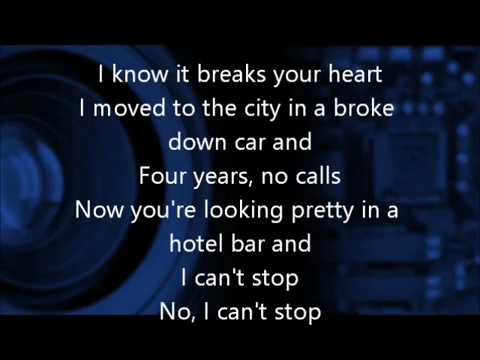 I know it breaks your heart
I moved to the city in a broke
down car and
Four years, no calls
Now you're looking pretty in a
hotel bar and
I can't stop
No, I can't stop